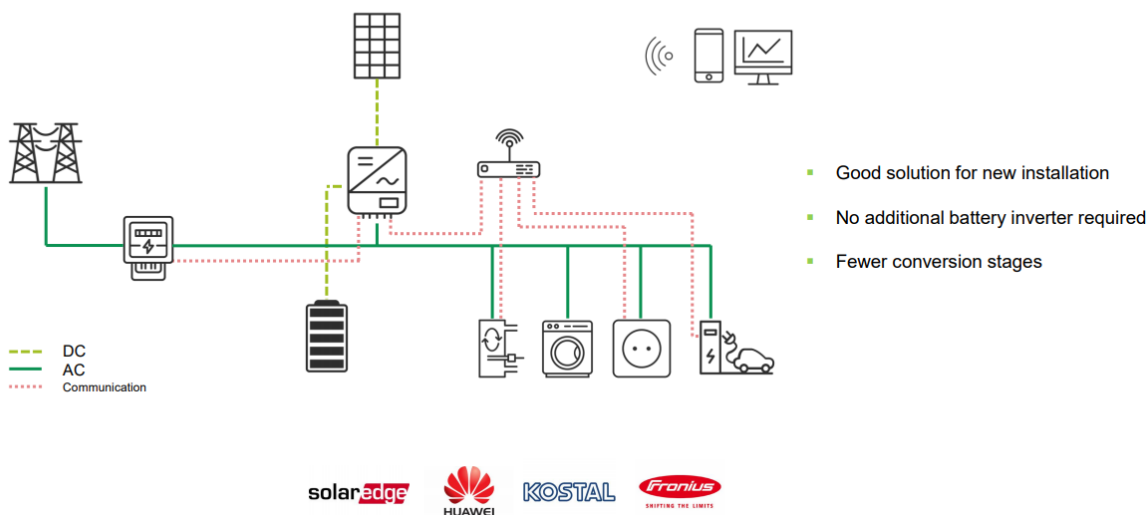 Good solution for new installation
No additional battery inverter required
Fewer conversion stages
DC
AC
Communication
solaredge
HUAWEI
KOSTAL
Fronius
SHIFTING THE LIMITS